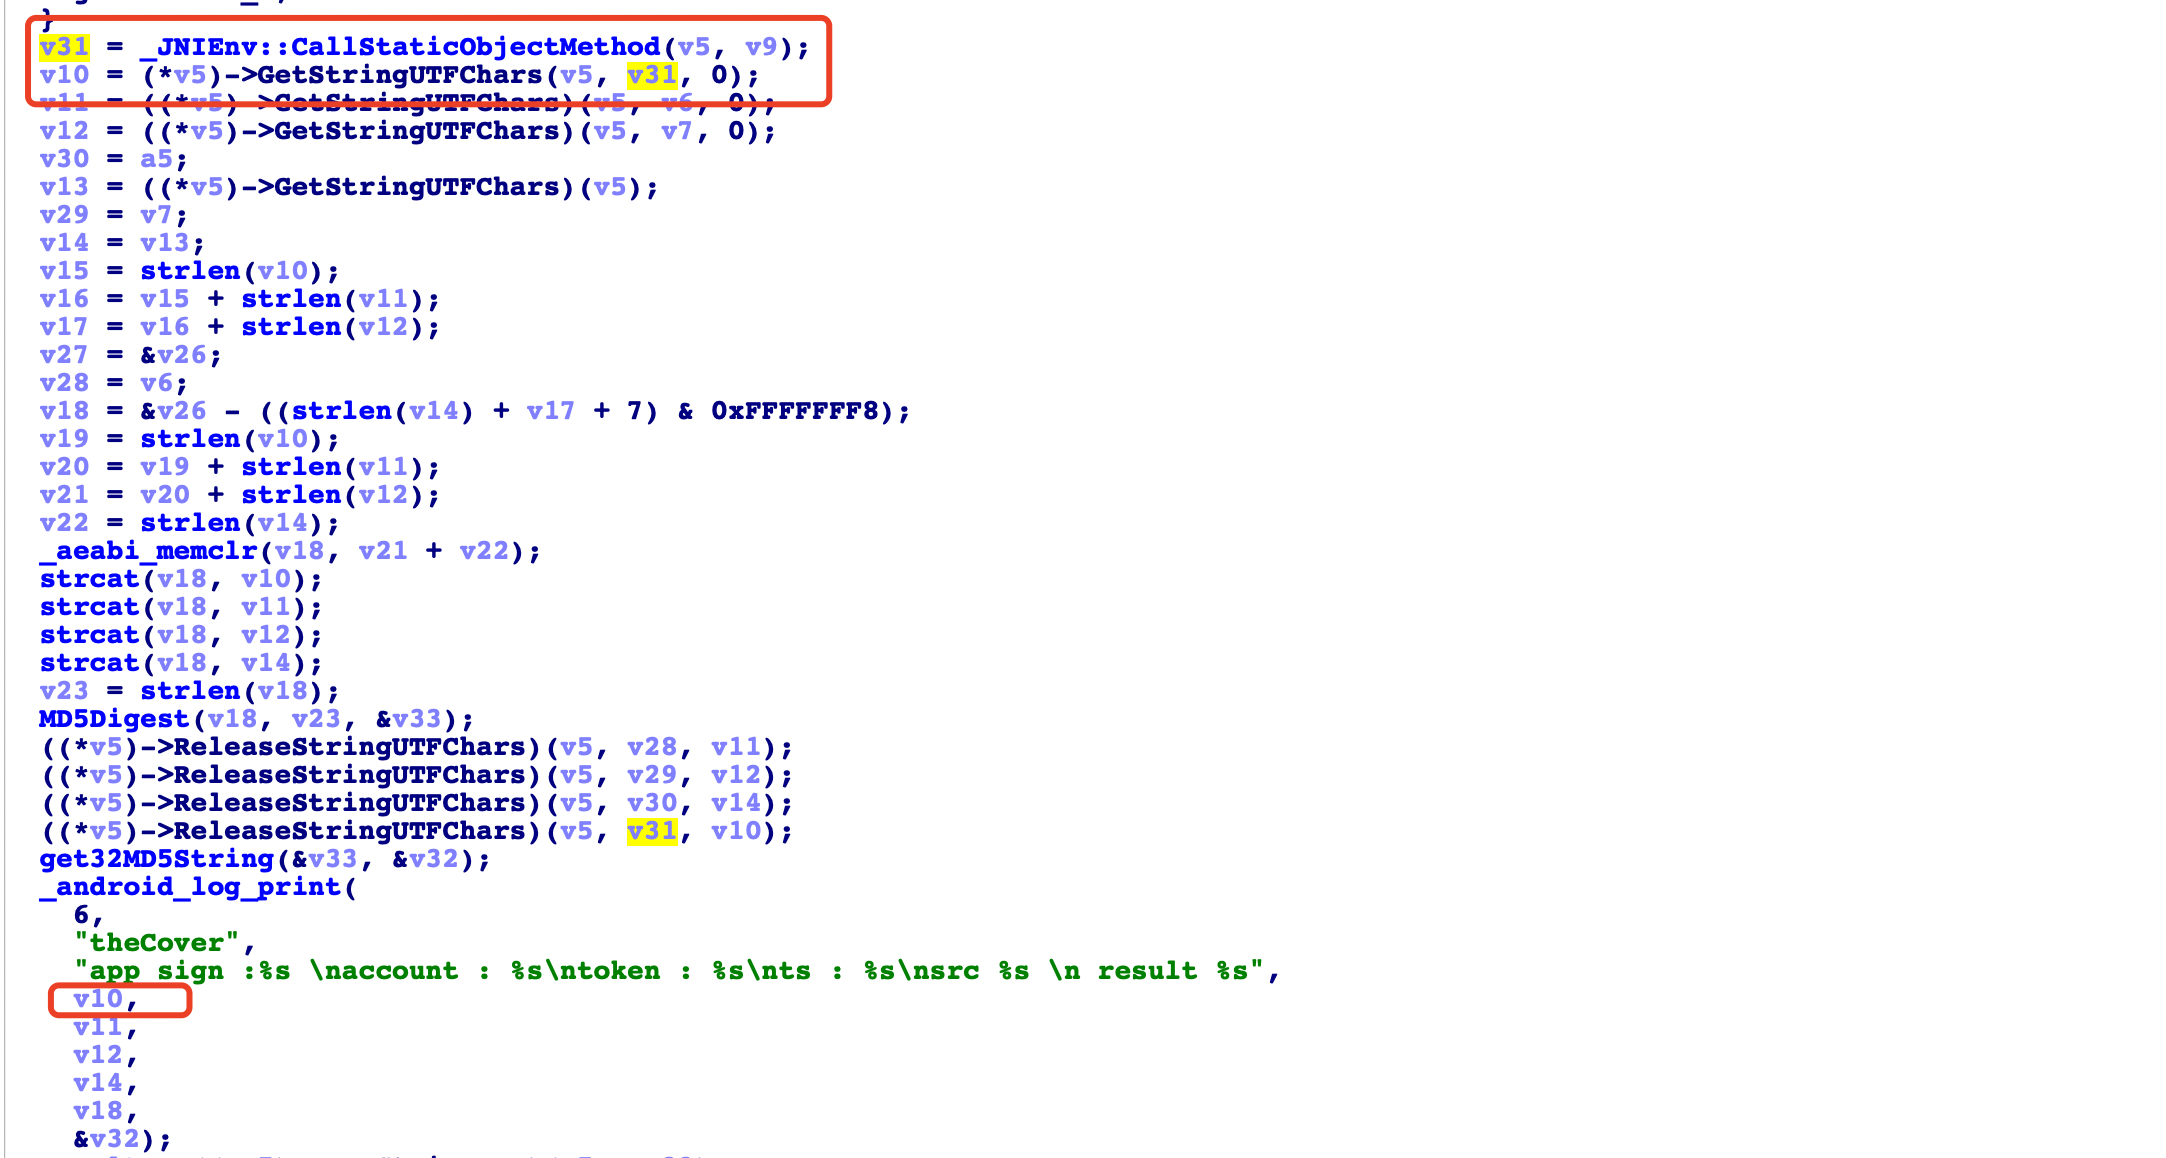 }
v31 = _JNIEnv::CallStaticObjectMethod(v5, v9);
v10 = (*v5)->GetStringUTFChars(v5, v31, 0);
v11 = ((*v5)->GetStringUTFChars)(v5, v6, 0);
v12 = ((*v5)->GetStringUTFChars)(v5, v7, 0);
v30 = a5;
v13 = ((*v5)->GetStringUTFChars)(v5);
v29 = v7;
v14 = v13;
v15 = strlen(v10);
v16 = v15 + strlen(v11);
v17 = v16 + strlen(v12);
v27 = &v26;
v28 = v6;
v18 = &v26 - ((strlen(v14) + v17 + 7) & 0xFFFFFFF8);
v19 = strlen(v10);
v20 = v19 + strlen(v11);
v21 = v20 + strlen(v12);
v22 = strlen(v14);
_aeabi_memclr(v18, v21 + v22);
strcat(v18, v10);
strcat(v18, v11);
strcat(v18, v12);
strcat(v18, v14);
v23 = strlen(v18);
MD5Digest(v18, v23, &v33);
((*v5)->ReleaseStringUTFChars)(v5, v28, v11);
((*v5)->ReleaseStringUTFChars)(v5, v29, v12);
((*v5)->ReleaseStringUTFChars)(v5, v30, v14);
((*v5)->ReleaseStringUTFChars)(v5, v31, v10);
get32MD5String(&v33, &v32);
_android_log_print(
6,
"theCover",
"app sign :%s \naccount : %s\ntoken : %s\nts : %s\nsrc %s \n result %s",
v10,
v11,
v12,
v14,
v18,
&v32);